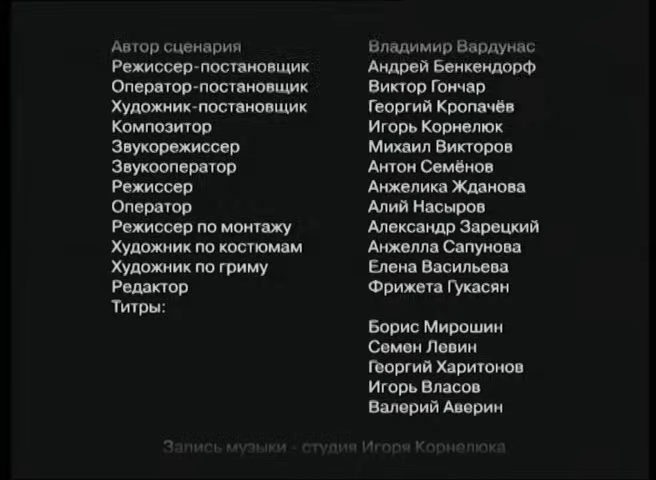 Автор сценария Владимир Вардунас
Режиссер-постановщик Андрей Бенкендорф
Оператор-постановщик Виктор Гончар
Художник-постановщик Георгий Кропачёв
Композитор Игорь Корнелюк
Звукорежиссер Михаил Викторов
Звукооператор Антон Семёнов
Режиссер Анжелика Жданова
Оператор Алий Насыров
Режиссер по монтажу Александр Зарецкий
Художник по костюмам Анжелла Сапунова
Художник по гриму Елена Васильева
Редактор Фрижета Гукасян
Титры:
Борис Мирошин
Семен Левин
Георгий Харитонов
Игорь Власов
Валерий Аверин
Запись музыки - студия Игоря Корнелюка